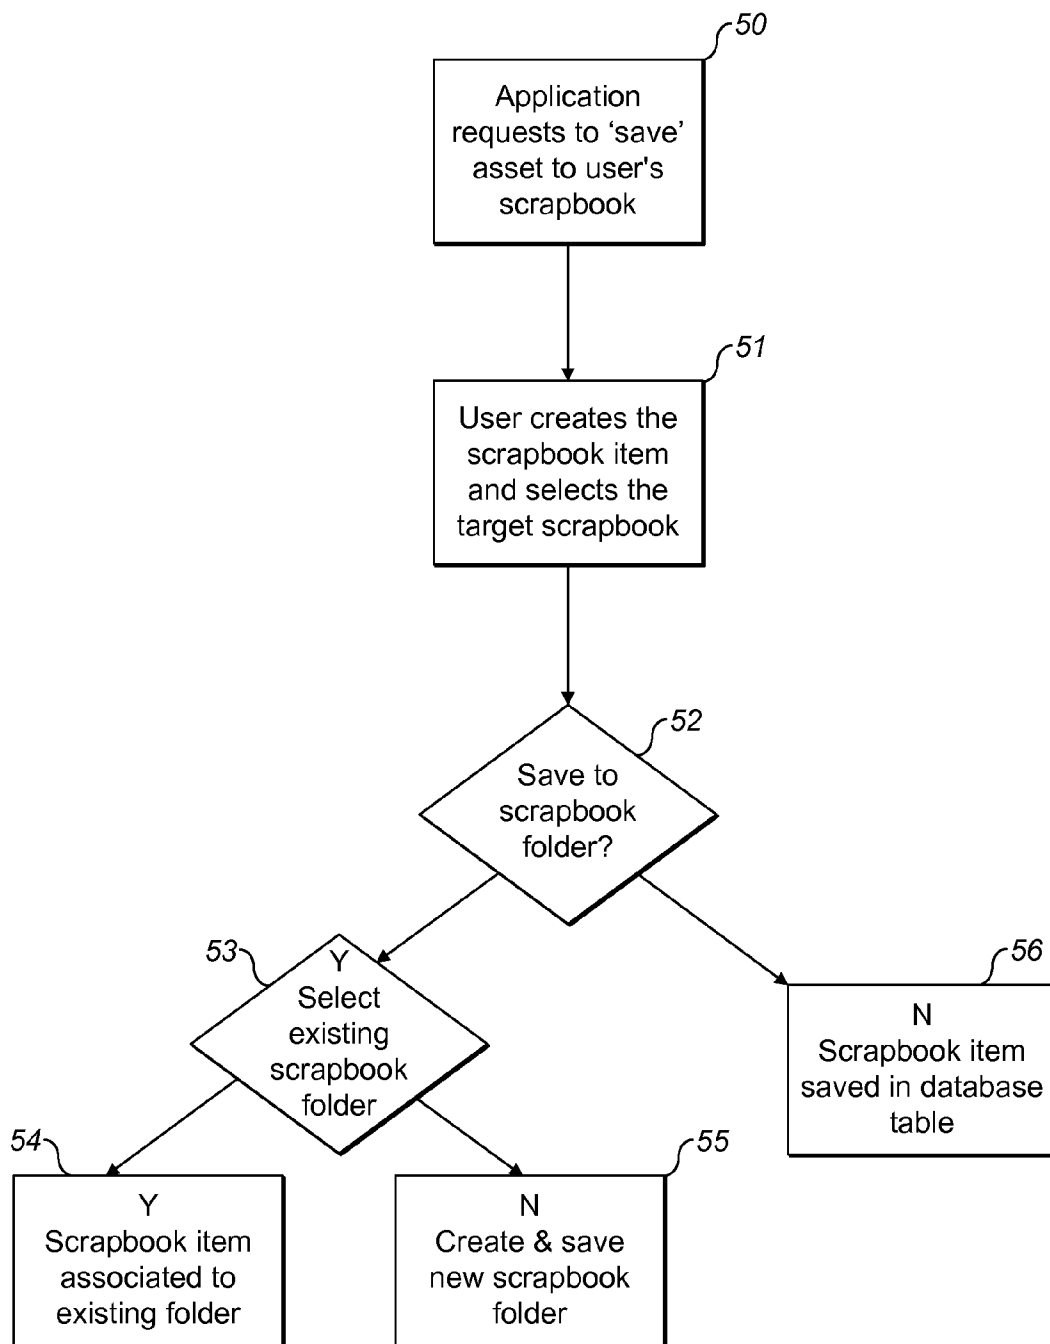 50
Application
requests to ‘save’
asset to user's
scrapbook
51
User creates the
scrapbook item
and selects the
target scrapbook
52
Save to
scrapbook
folder?
53
Y
Select
existing
scrapbook
folder
56
N
Scrapbook item
saved in database
table
54
Y
Scrapbook item
associated to
existing folder
55
N
Create & save
new scrapbook
folder